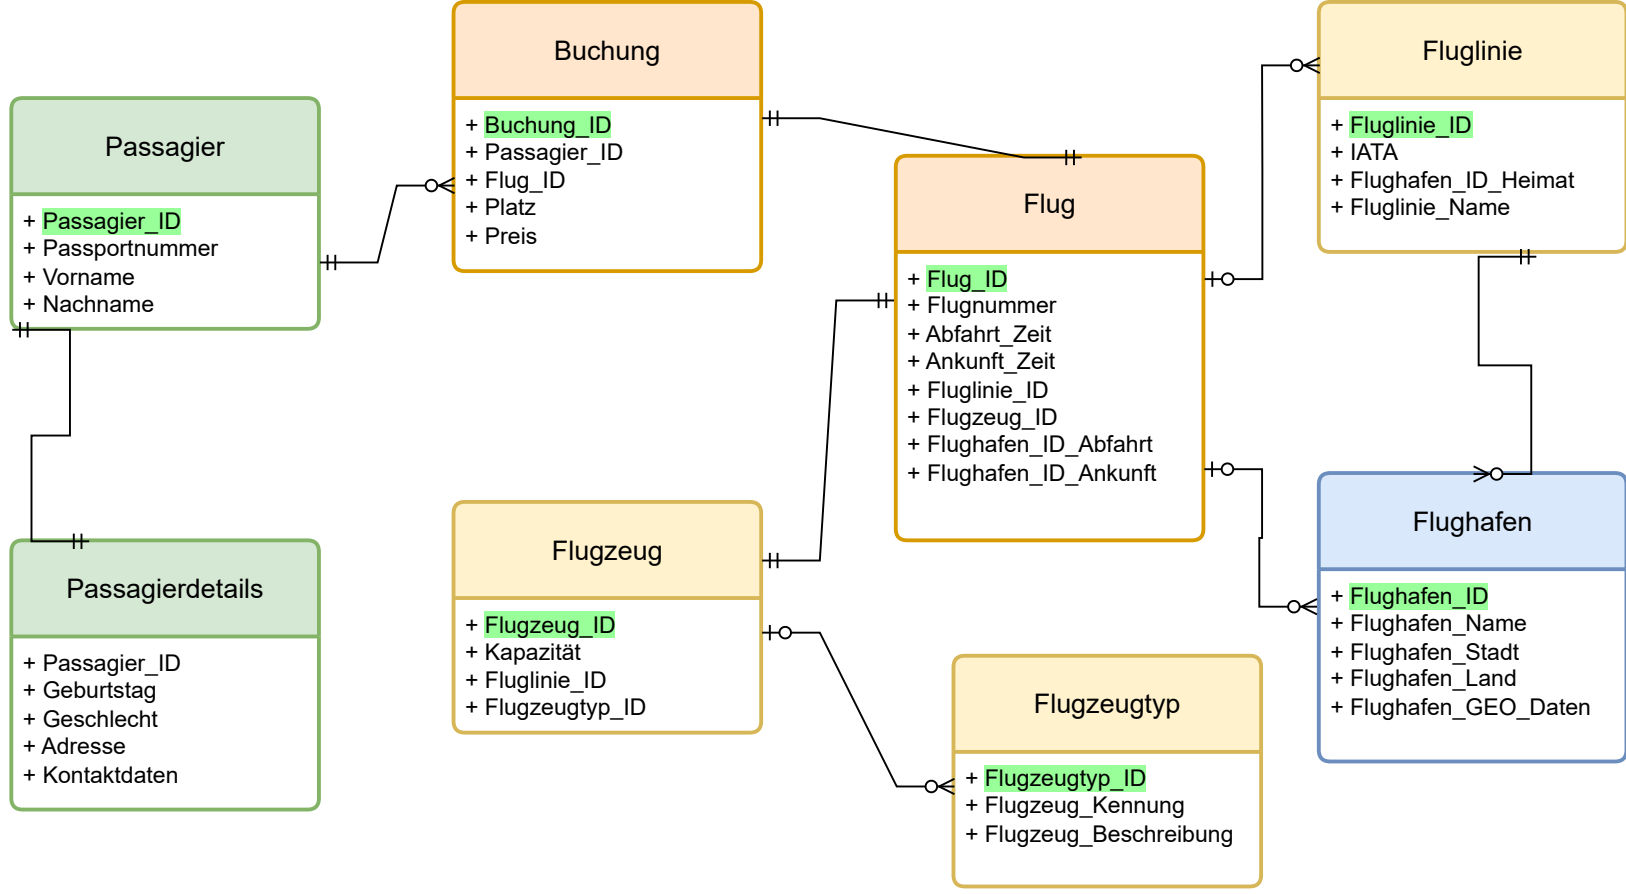 Passagier
+ Passagier_ID
+ Passportnummer
+ Vorname
+ Nachname
Buchung
+ Buchung_ID
+ Passagier_ID
+ Flug_ID
+ Platz
+ Preis
Flug
+ Flug_ID
+ Flugnummer
+ Abfahrt_Zeit
+ Ankunft_Zeit
+ Fluglinie_ID
+ Flugzeug_ID
+ Flughafen_ID_Abfahrt
+ Flughafen_ID_Ankunft
Fluglinie
+ Fluglinie_ID
+ IATA
+ Flughafen_ID_Heimat
+ Fluglinie_Name
Passagierdetails
+ Passagier_ID
+ Geburtstag
+ Geschlecht
+ Adresse
+ Kontaktdaten
Flugzeug
+ Flugzeug_ID
+ Kapazität
+ Fluglinie_ID
+ Flugzeugtyp_ID
Flugzeugtyp
+ Flugzeugtyp_ID
+ Flugzeug_Kennung
+ Flugzeug_Beschreibung
Flughafen
+ Flughafen_ID
+ Flughafen_Name
+ Flughafen_Stadt
+ Flughafen_Land
+ Flughafen_GEO_Daten